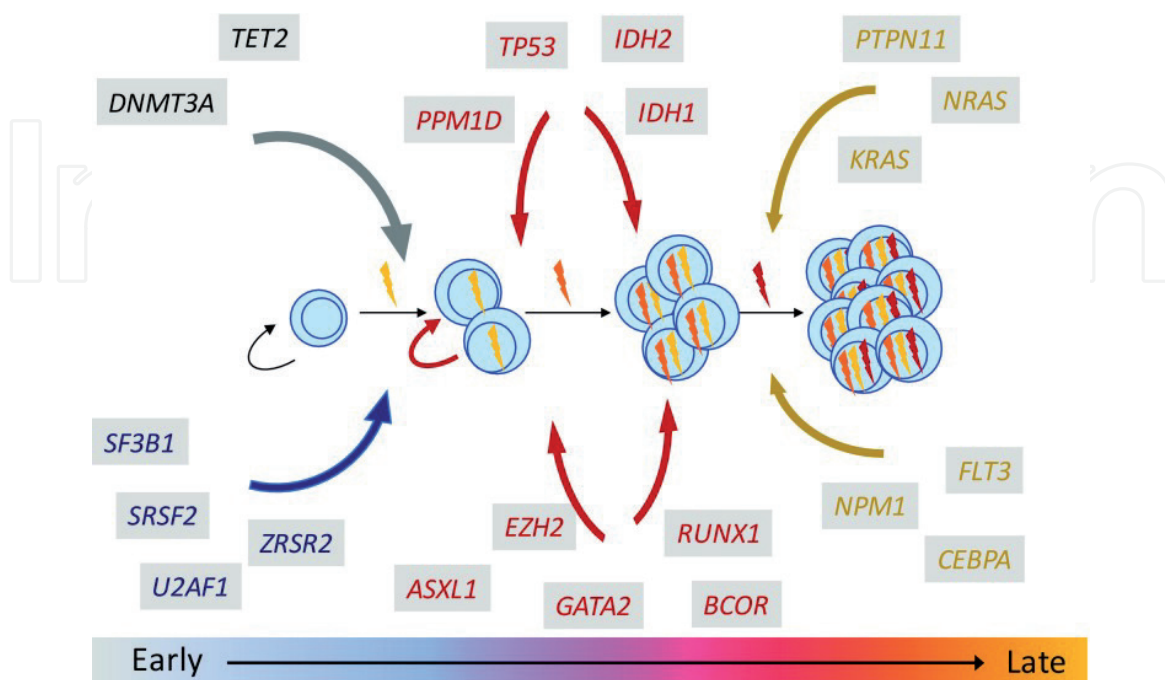 TET2
DNMT3A
TP53
IDH2
PPM1D
IDH1
PTPN11
NRAS
KRAS
SF3B1
SRSF2
ZRSR2
U2AF1
EZH2
RUNX1
ASXL1
GATA2
BCOR
FLT3
NPM1
CEBPA
Early
Late